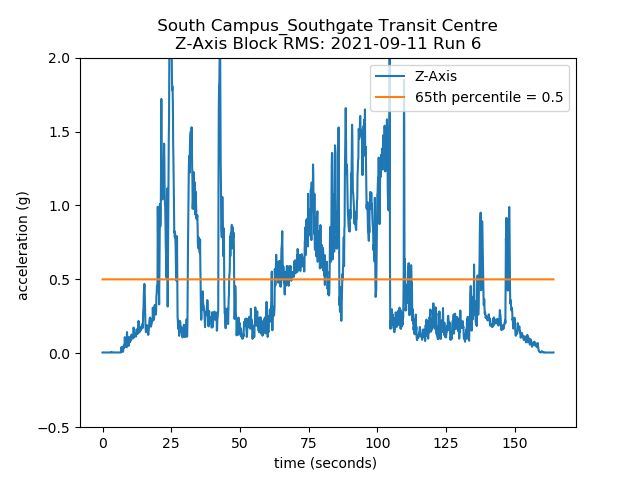 South Campus_Southgate Transit Centre
Z-Axis Block RMS: 2021-09-11 Run 6
Z-Axis
65th percentile = 0.5
acceleration (g)
2.0
1.5
1.0
0.5
0.0
−0.5
0 25 50 75 100 125 150
time (seconds)